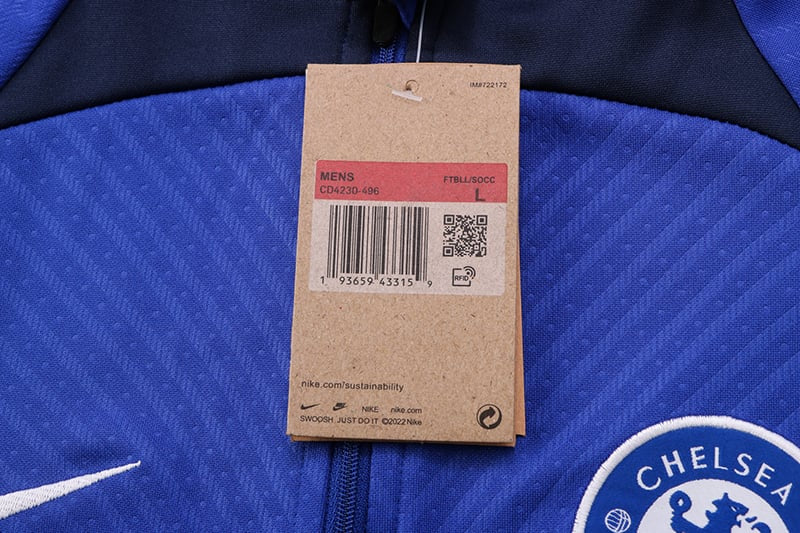 IM#722172
MENS FTBLL/SOCC
CD4230-496 L
1 93659 43315 9
RFID
nike.com/sustainability
NIKE nike.com
SWOOSH JUST DO IT ©2022 Nike
CHELSEA